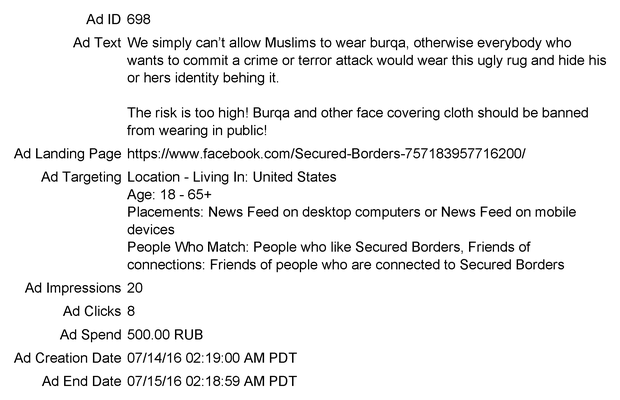 Ad ID 698
Ad Text We simply can't allow Muslims to wear burqa, otherwise everybody who
wants to commit a crime or terror attack would wear this ugly rug and hide his
or hers identity behing it.
The risk is too high! Burqa and other face covering cloth should be banned
from wearing in public!
Ad Landing Page https://www.facebook.com/Secured-Borders-757183957716200/
Ad Targeting Location - Living In: United States
Age: 18 - 65+
Placements: News Feed on desktop computers or News Feed on mobile
devices
People Who Match: People who like Secured Borders, Friends of
connections: Friends of people who are connected to Secured Borders
Ad Impressions 20
Ad Clicks 8
Ad Spend 500.00 RUB
Ad Creation Date 07/14/16 02:19:00 AM PDT
Ad End Date 07/15/16 02:18:59 AM PDT